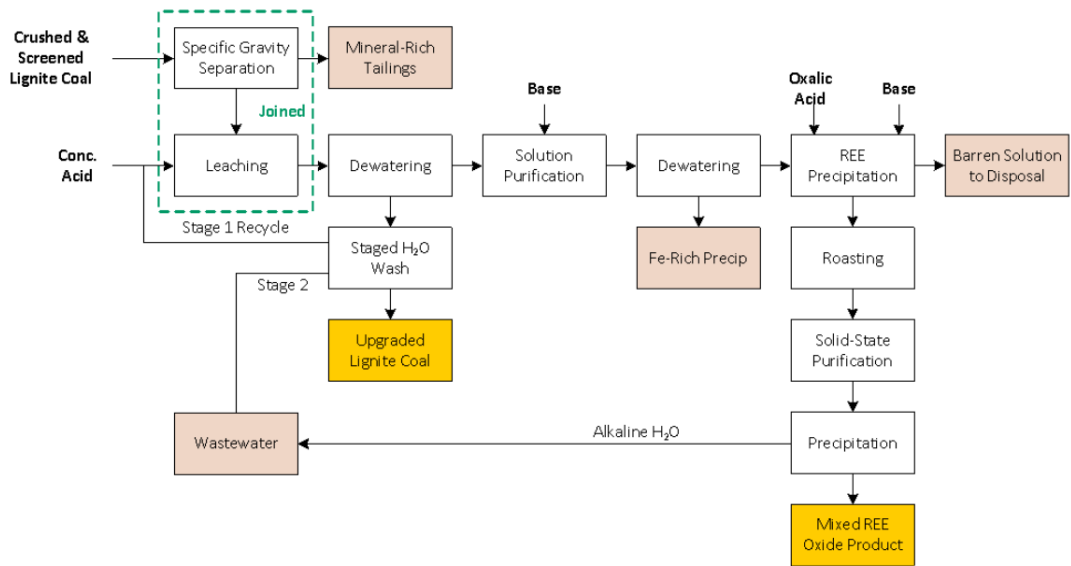 Crushed &
Screened
Lignite Coal
Specific Gravity
Separation
Mineral-Rich
Tailings
Joined
Conc.
Acid
Leaching
Dewatering
Base
Solution
Purification
Dewatering
Oxalic
Acid
Base
REE
Precipitation
Barren Solution
to Disposal
Stage 1 Recycle
Staged H₂O
Wash
Fe-Rich Precip
Roasting
Stage 2
Upgraded
Lignite Coal
Solid-State
Purification
Wastewater
Alkaline H₂O
Precipitation
Mixed REE
Oxide Product